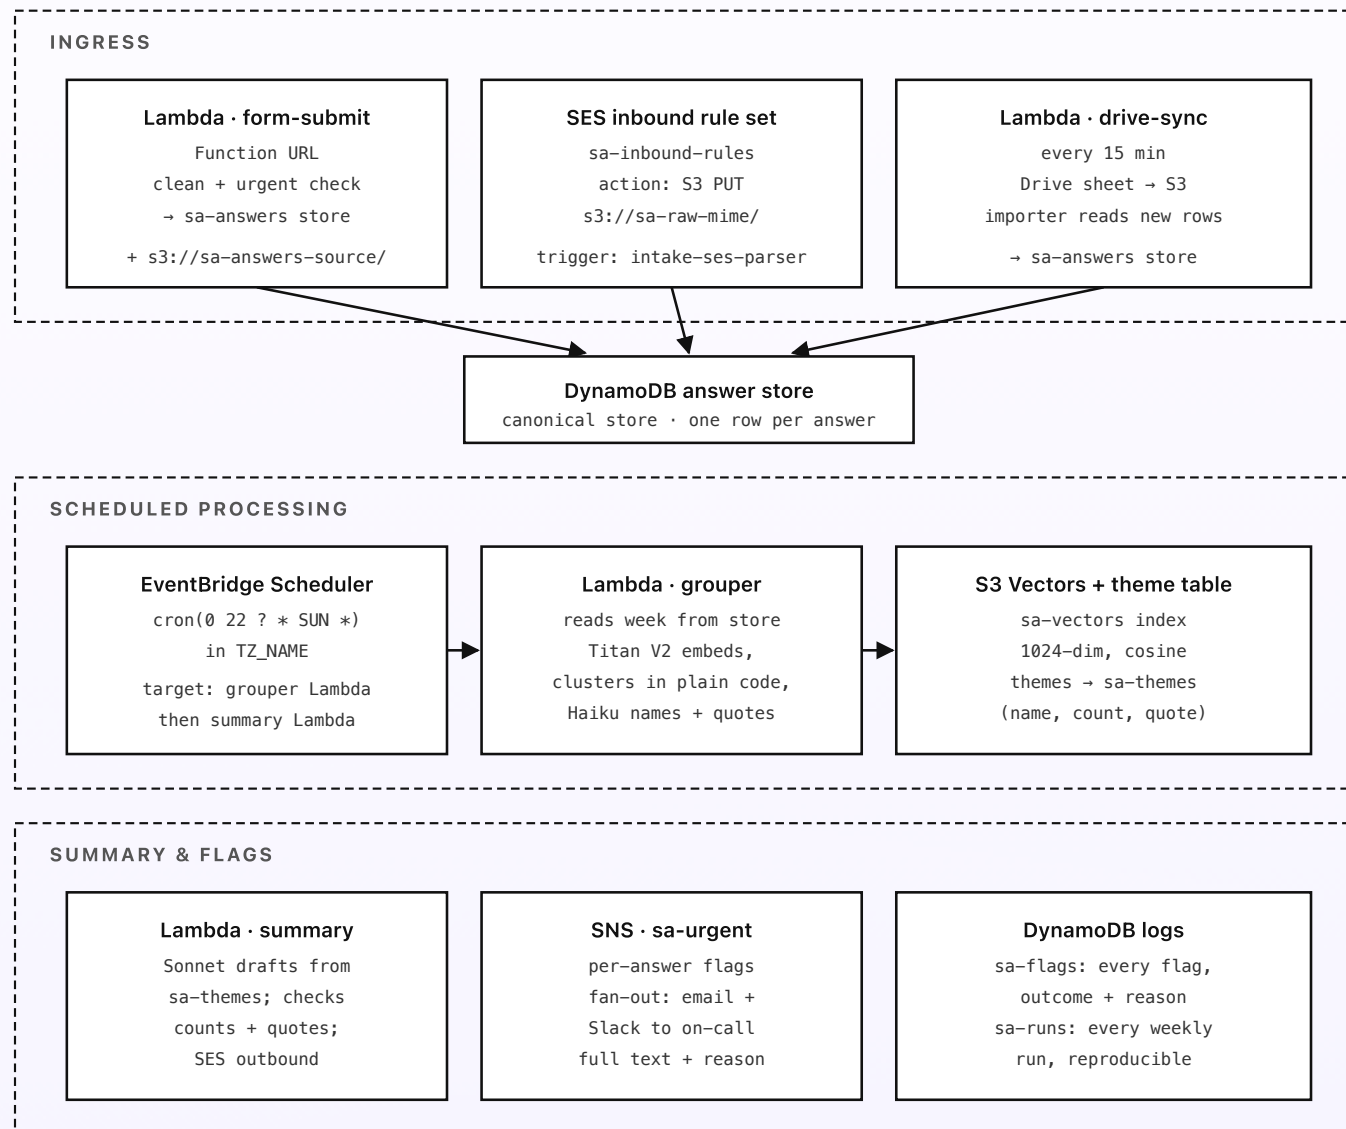 INGRESS
Lambda · form-submit
Function URL
clean + urgent check
→ sa-answers store
+ s3://sa-answers-source/
SES inbound rule set
sa-inbound-rules
action: S3 PUT
s3://sa-raw-mime/
trigger: intake-ses-parser
Lambda · drive-sync
every 15 min
Drive sheet → S3
importer reads new rows
→ sa-answers store
DynamoDB answer store
canonical store · one row per answer
SCHEDULED PROCESSING
EventBridge Scheduler
cron(0 22 ? * SUN *)
in TZ_NAME
target: grouper Lambda
then summary Lambda
Lambda · grouper
reads week from store
Titan V2 embeds,
clusters in plain code,
Haiku names + quotes
S3 Vectors + theme table
sa-vectors index
1024-dim, cosine
themes → sa-themes
(name, count, quote)
SUMMARY & FLAGS
Lambda · summary
Sonnet drafts from
sa-themes; checks
counts + quotes;
SES outbound
SNS · sa-urgent
per-answer flags
fan-out: email +
Slack to on-call
full text + reason
DynamoDB logs
sa-flags: every flag,
outcome + reason
sa-runs: every weekly
run, reproducible